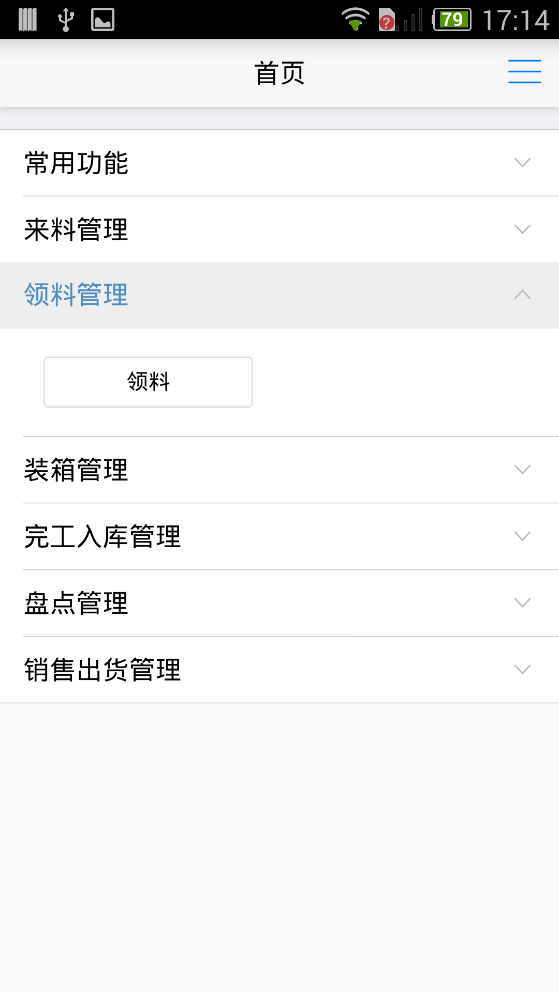 79 17:14
首页
常用功能
来料管理
领料管理
领料
装箱管理
完工入库管理
盘点管理
销售出货管理